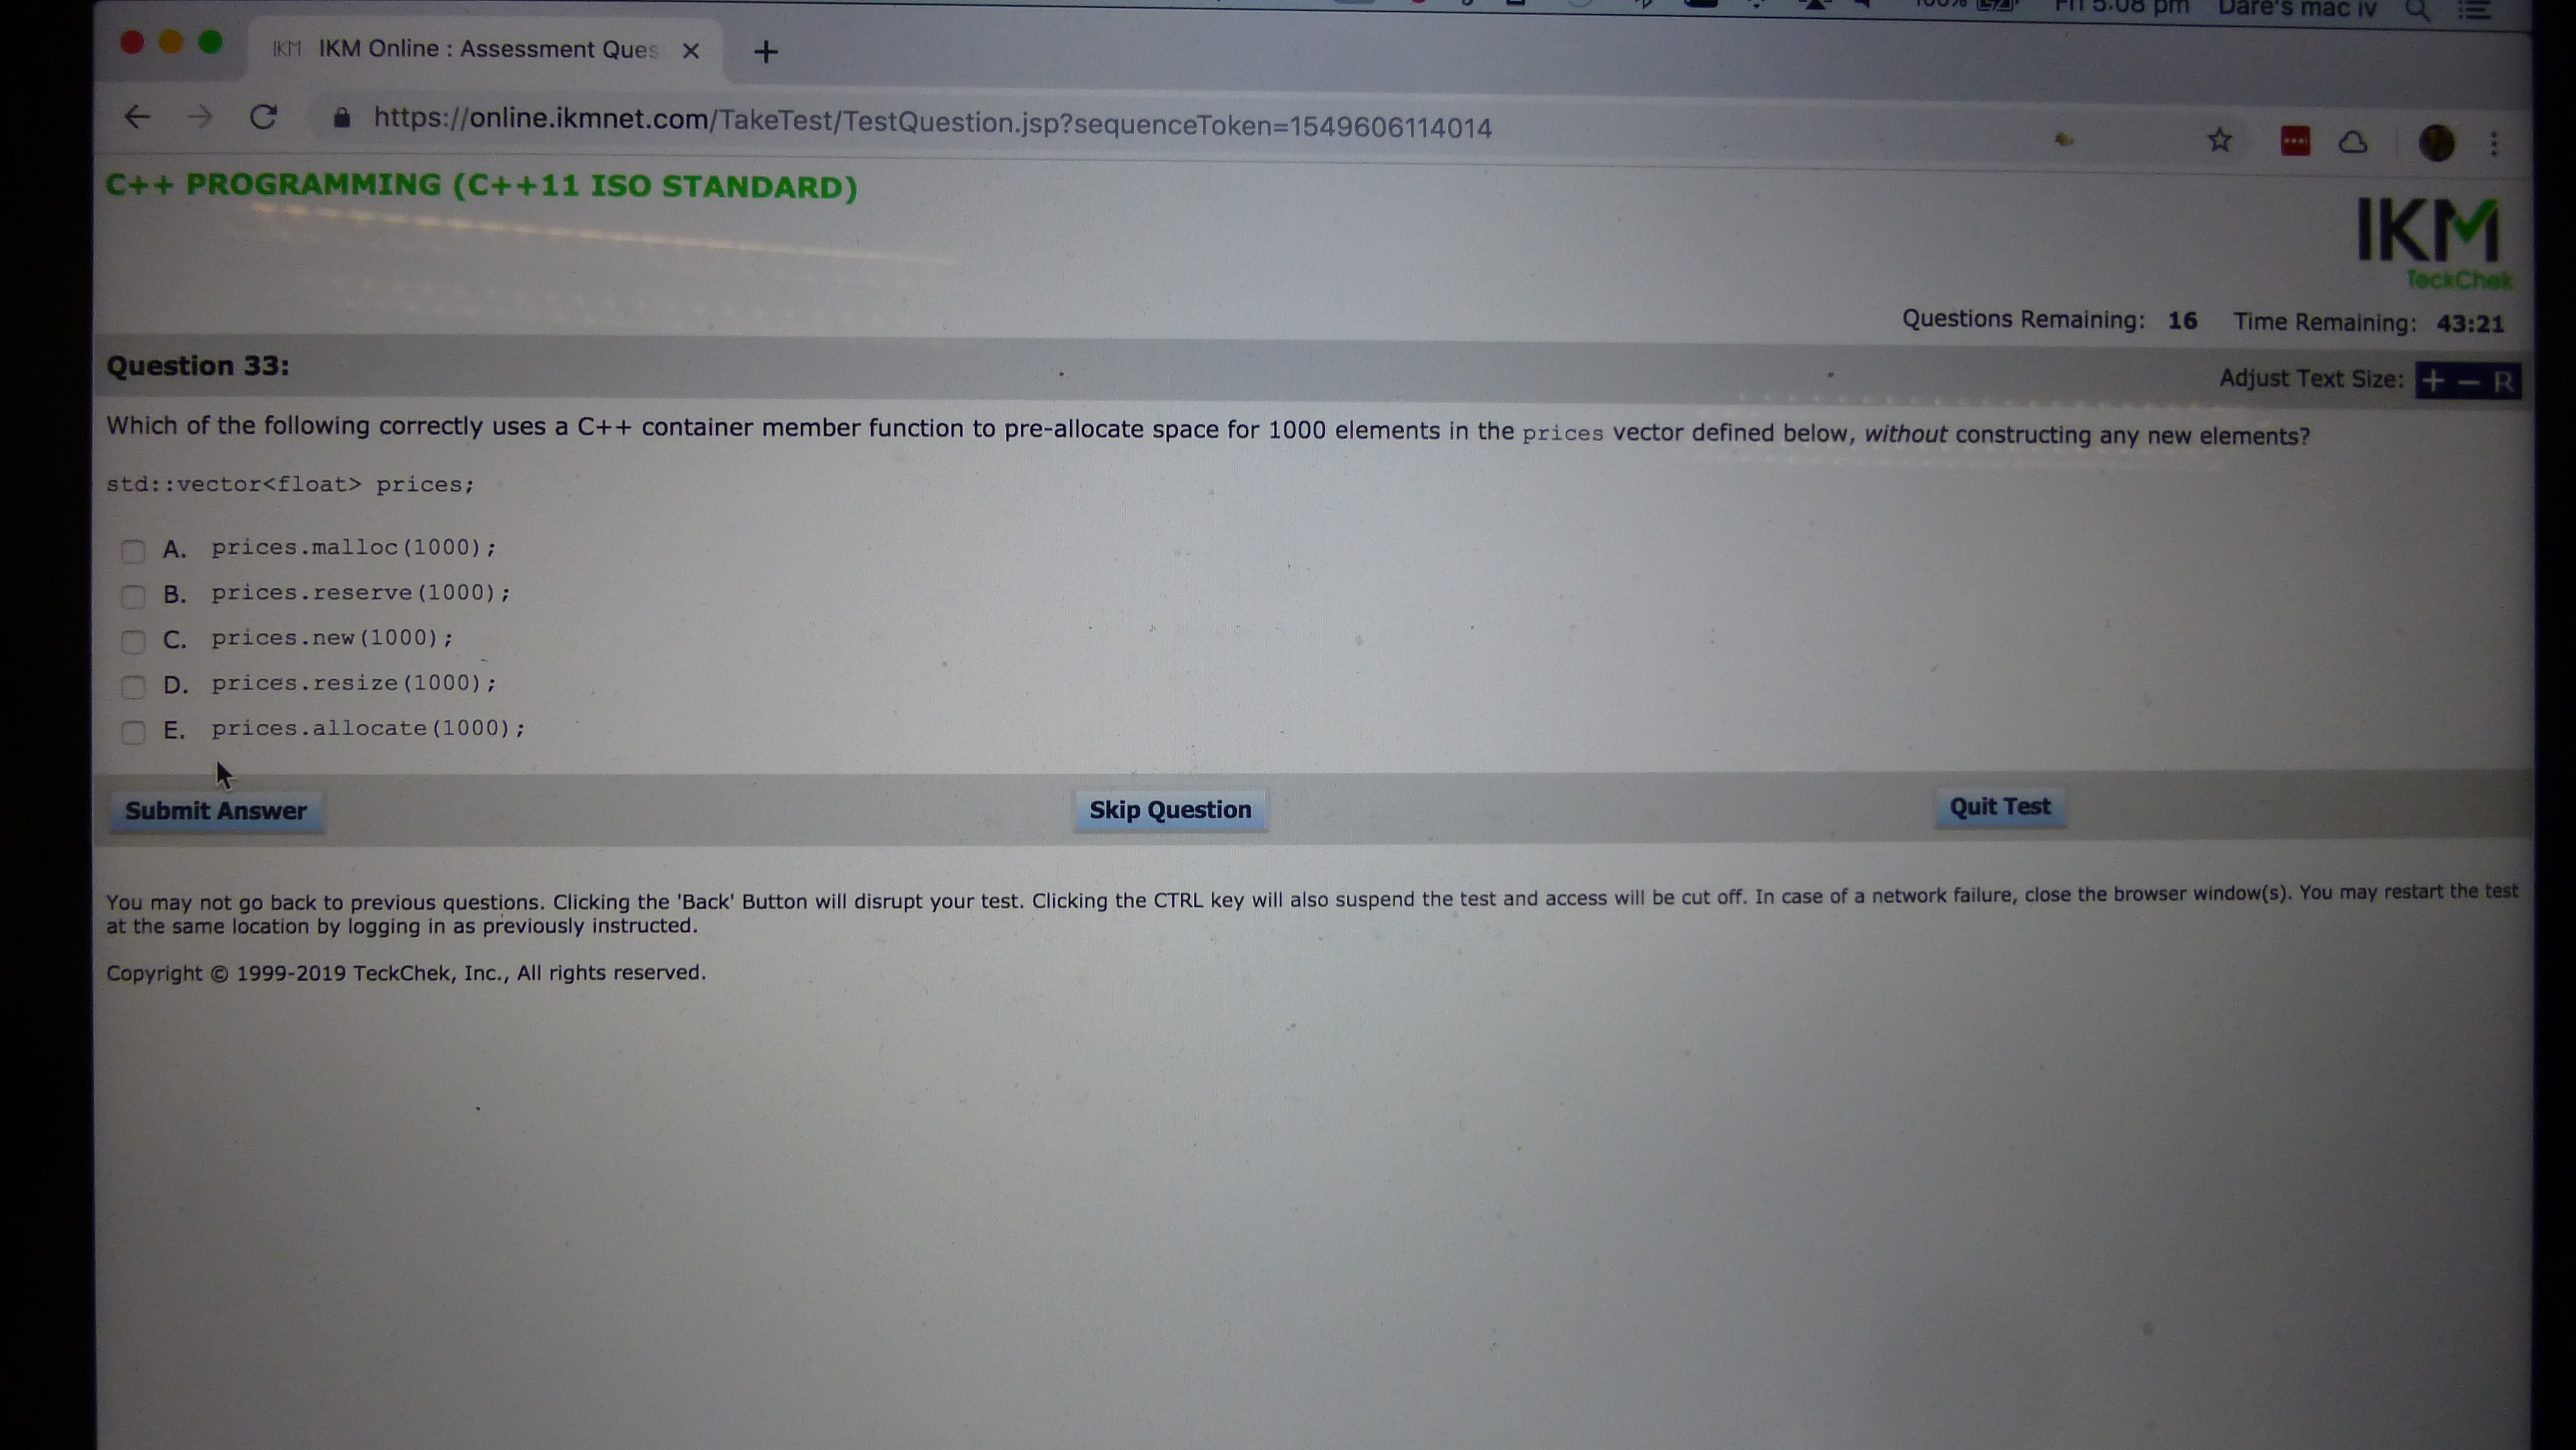 Fri 5:08 pm Dare's mac iv
IKM IKM Online : Assessment Ques
https://online.ikmnet.com/TakeTest/TestQuestion.jsp?sequenceToken=1549606114014
C++ PROGRAMMING (C++11 ISO STANDARD)
IKM
TeckChek
Questions Remaining: 16 Time Remaining: 43:21
Question 33:
Adjust Text Size: + − R
Which of the following correctly uses a C++ container member function to pre-allocate space for 1000 elements in the prices vector defined below, without constructing any new elements?
std::vector<float> prices;
A. prices.malloc(1000);
B. prices.reserve(1000);
C. prices.new(1000);
D. prices.resize(1000);
E. prices.allocate(1000);
Submit Answer Skip Question Quit Test
You may not go back to previous questions. Clicking the 'Back' Button will disrupt your test. Clicking the CTRL key will also suspend the test and access will be cut off. In case of a network failure, close the browser window(s). You may restart the test
at the same location by logging in as previously instructed.
Copyright © 1999-2019 TeckChek, Inc., All rights reserved.